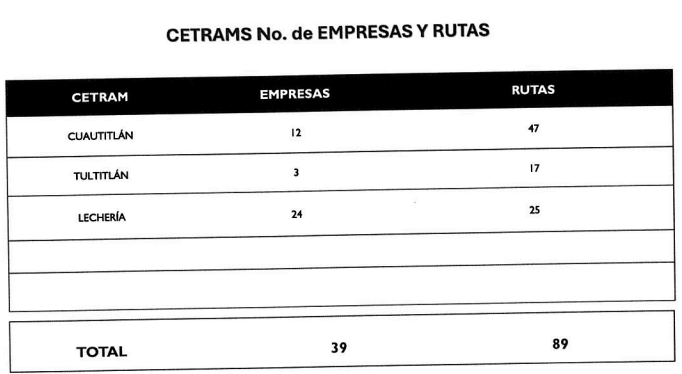 CETRAMS No. de EMPRESAS Y RUTAS
CETRAM EMPRESAS RUTAS
CUAUTITLÁN 12 47
TULTITLÁN 3 17
LECHERÍA 24 25
TOTAL 39 89